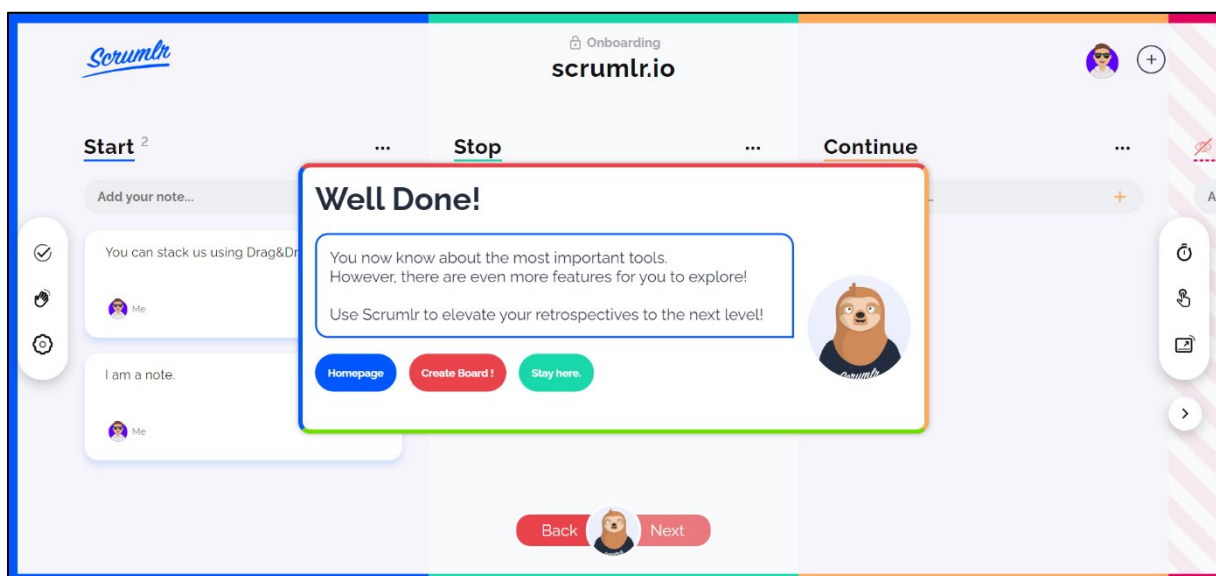 Scrumlr
Onboarding
scrumlr.io
Start 2
Stop
Continue
Add your note...
Well Done!
You now know about the most important tools.
However, there are even more features for you to explore!
Use Scrumlr to elevate your retrospectives to the next level!
Homepage
Create Board !
Stay here.
You can stack us using Drag&Dr
Me
I am a note.
Me
A
Back
Next